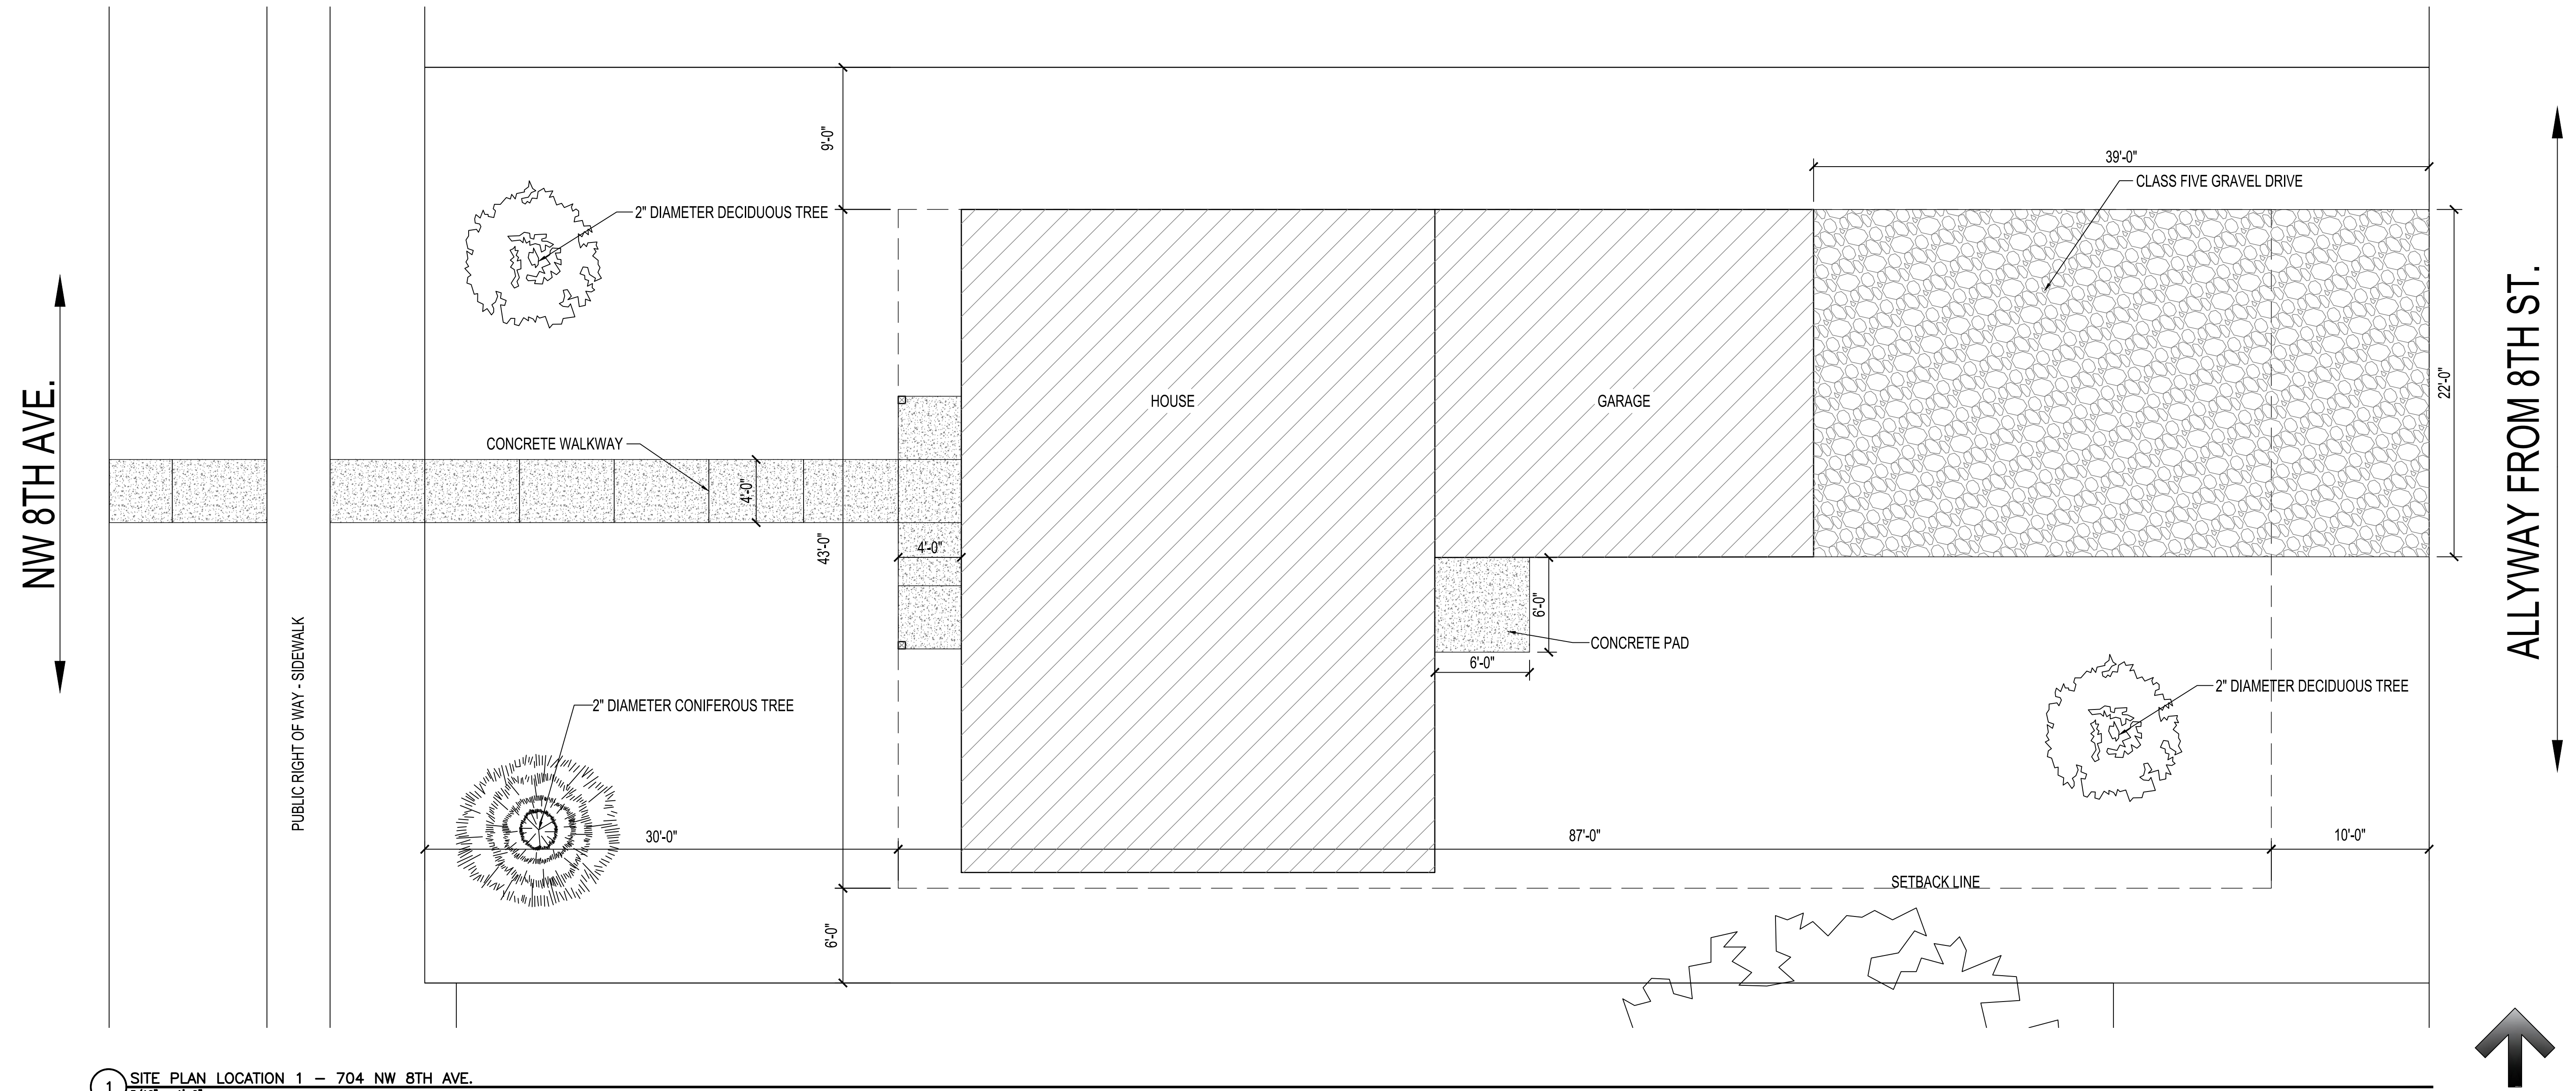 NW 8TH AVE.
PUBLIC RIGHT OF WAY - SIDEWALK
9'-0"
2" DIAMETER DECIDUOUS TREE
39'-0"
CLASS FIVE GRAVEL DRIVE
HOUSE
GARAGE
22'-0"
ALLYWAY FROM 8TH ST.
CONCRETE WALKWAY
4'-0"
43'-0"
4'-0"
6'-0"
CONCRETE PAD
6'-0"
2" DIAMETER CONIFEROUS TREE
2" DIAMETER DECIDUOUS TREE
30'-0"
87'-0"
10'-0"
SETBACK LINE
6'-0"
1
SITE PLAN LOCATION 1 – 704 NW 8TH AVE.